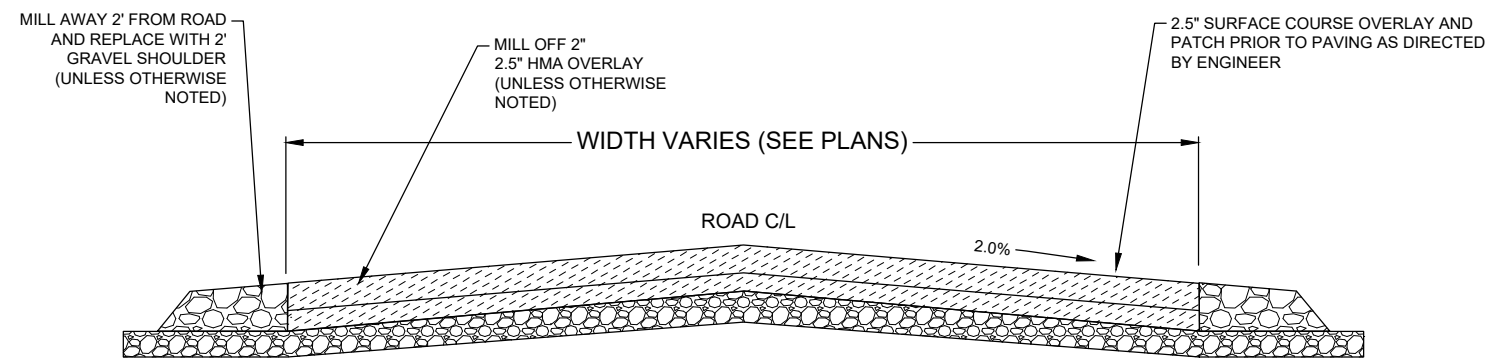 MILL AWAY 2' FROM ROAD
AND REPLACE WITH 2'
GRAVEL SHOULDER
(UNLESS OTHERWISE
NOTED)
MILL OFF 2"
2.5" HMA OVERLAY
(UNLESS OTHERWISE
NOTED)
2.5" SURFACE COURSE OVERLAY AND
PATCH PRIOR TO PAVING AS DIRECTED
BY ENGINEER
WIDTH VARIES (SEE PLANS)
ROAD C/L
2.0%